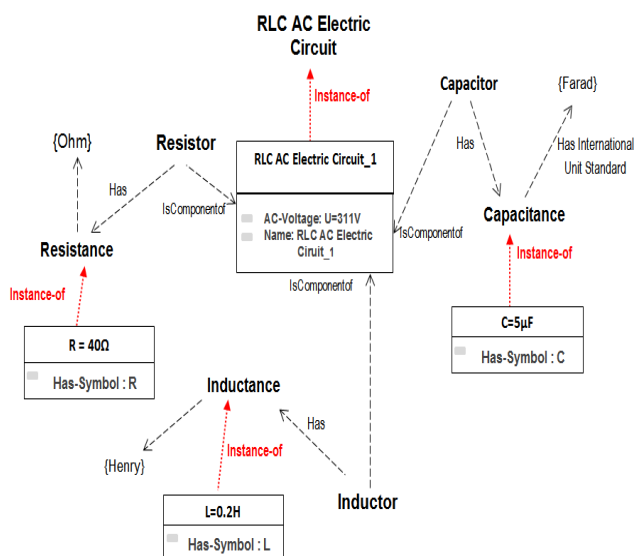 RLC AC Electric
Circuit
Instance-of
Capacitor
{Farad}
{Ohm}
Resistor
RLC AC Electric Circuit_1
Has
Has International
Unit Standard
Has
IsComponentof
AC-Voltage: U=311V
Name: RLC AC Electric
Ciruit_1
IsComponentof
Capacitance
Resistance
Instance-of
Instance-of
IsComponentof
R = 40Ω
Has-Symbol : R
C=5µF
Has-Symbol : C
Inductance
Has
Instance-of
{Henry}
Inductor
L=0.2H
Has-Symbol : L